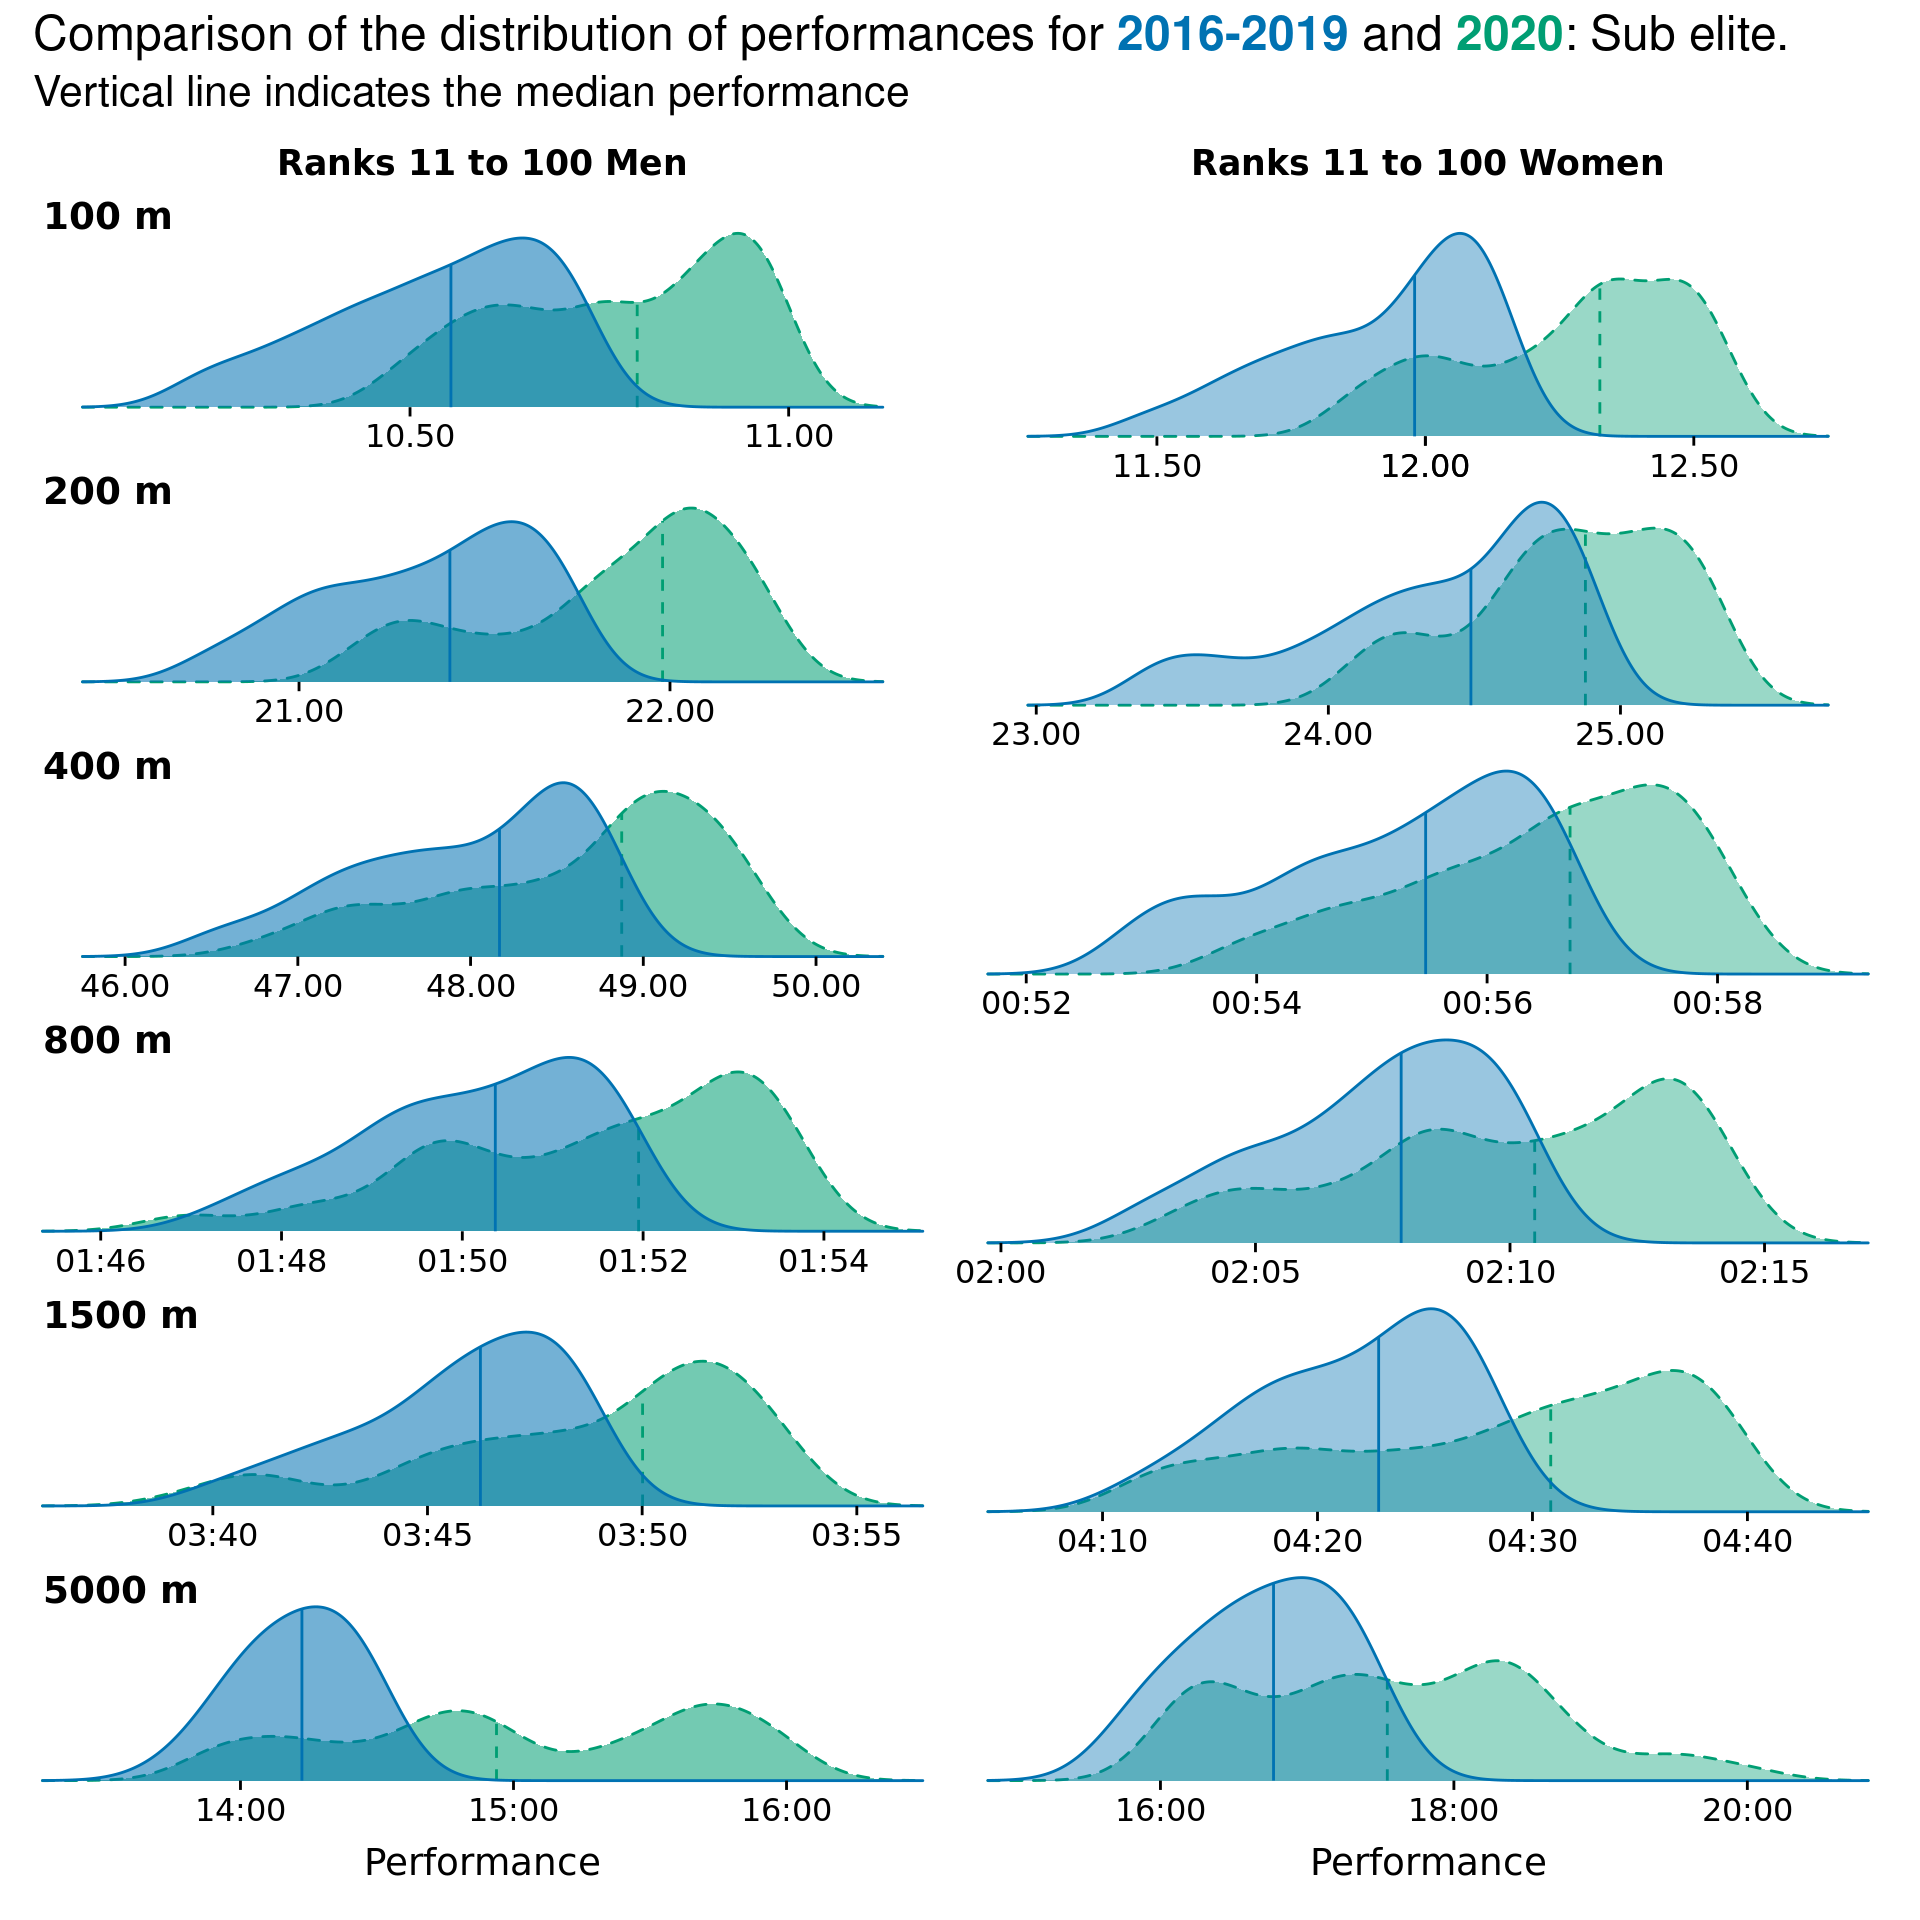 Comparison of the distribution of performances for 2016-2019 and 2020: Sub elite.
Vertical line indicates the median performance
Ranks 11 to 100 Men
Ranks 11 to 100 Women
100 m
10.50 11.00
11.50 12.00 12.50
200 m
21.00 22.00
23.00 24.00 25.00
400 m
46.00 47.00 48.00 49.00 50.00
00:52 00:54 00:56 00:58
800 m
01:46 01:48 01:50 01:52 01:54
02:00 02:05 02:10 02:15
1500 m
03:40 03:45 03:50 03:55
04:10 04:20 04:30 04:40
5000 m
14:00 15:00 16:00
16:00 18:00 20:00
Performance
Performance